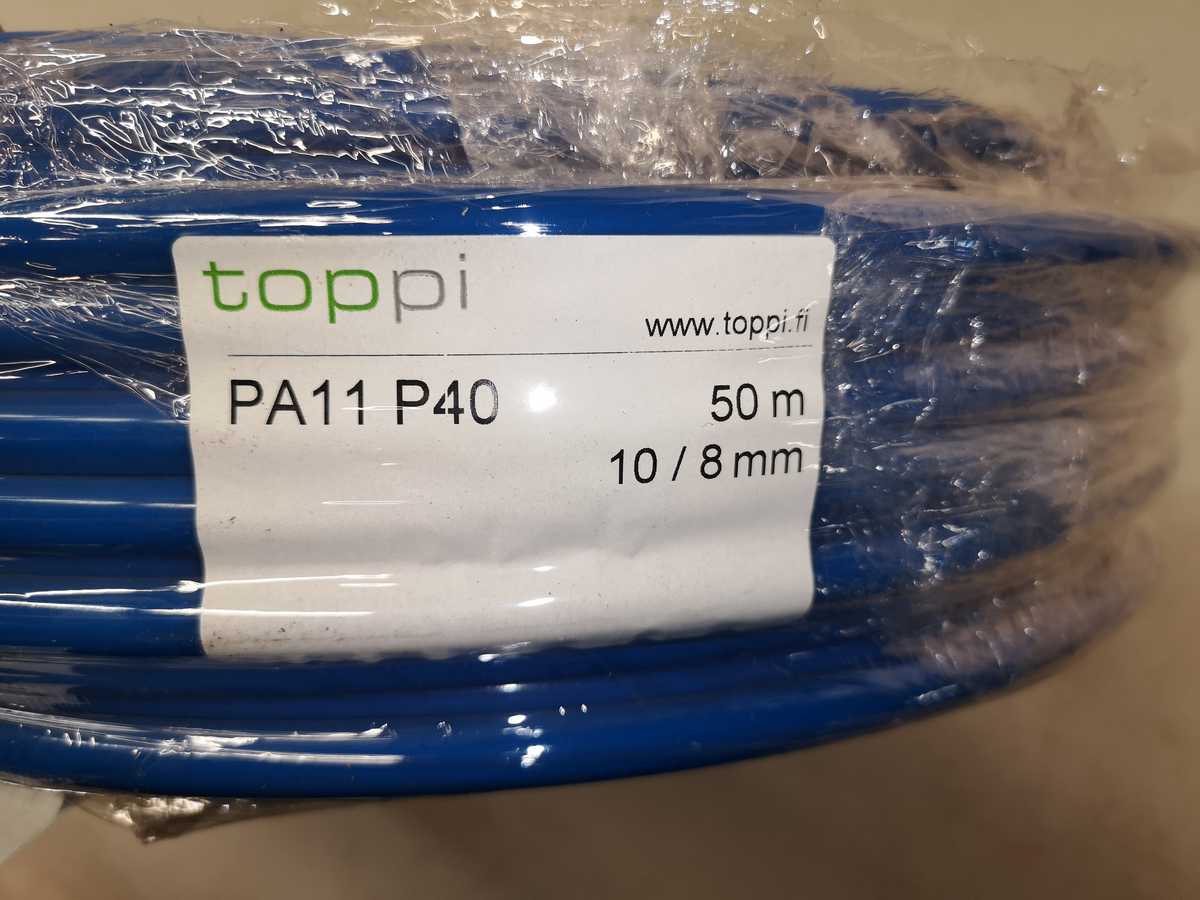 toppi
www.toppi.fi
PA11 P40 50 m
10 / 8 mm